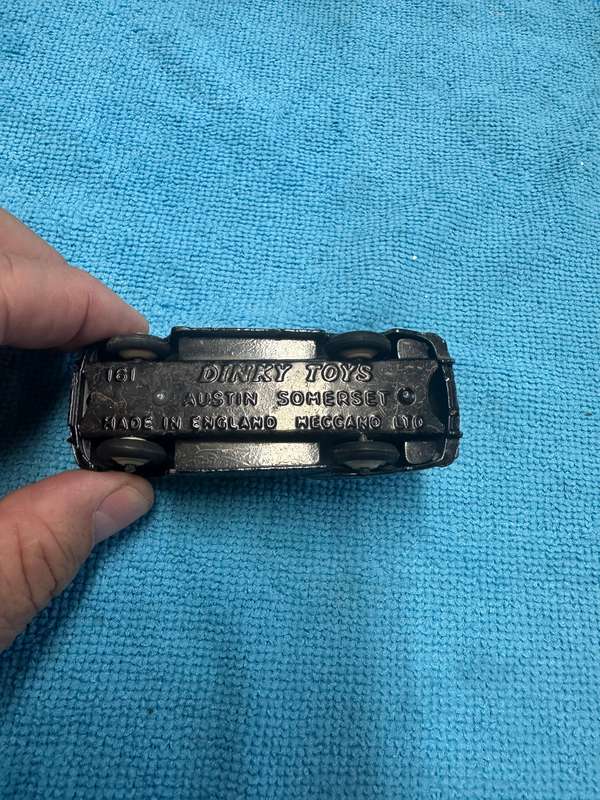 161 DINKY TOYS
AUSTIN SOMERSET
MADE IN ENGLAND MECCANO LTD